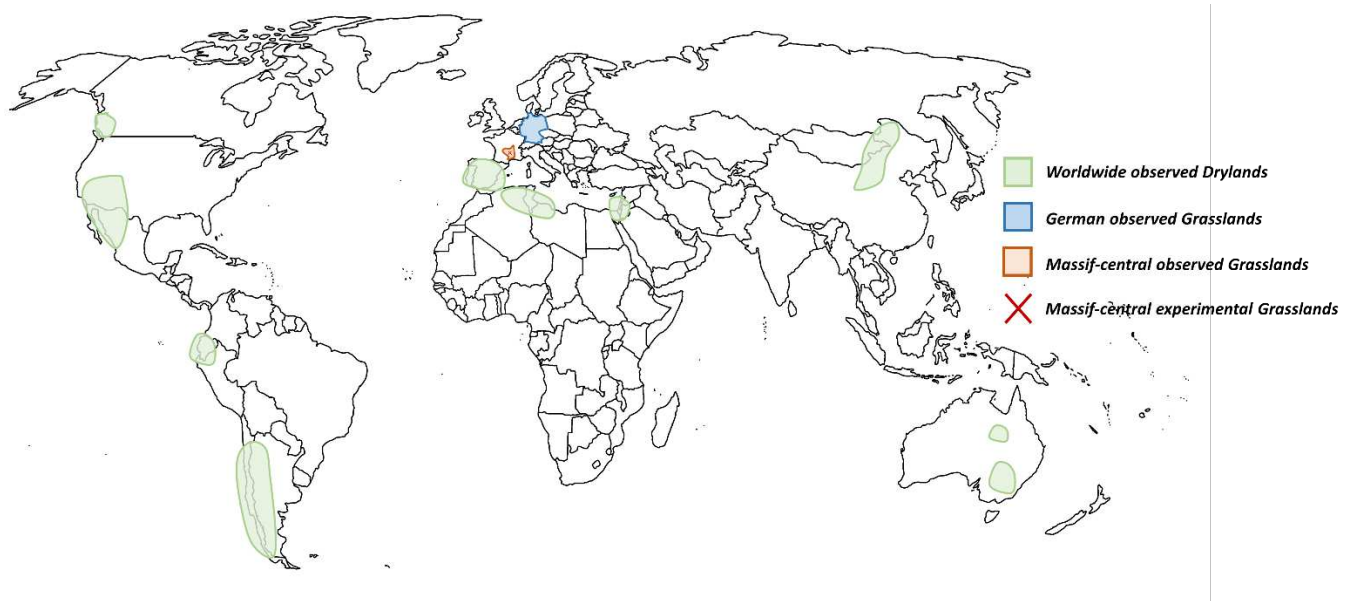 Worldwide observed Drylands
German observed Grasslands
Massif-central observed Grasslands
Massif-central experimental Grasslands